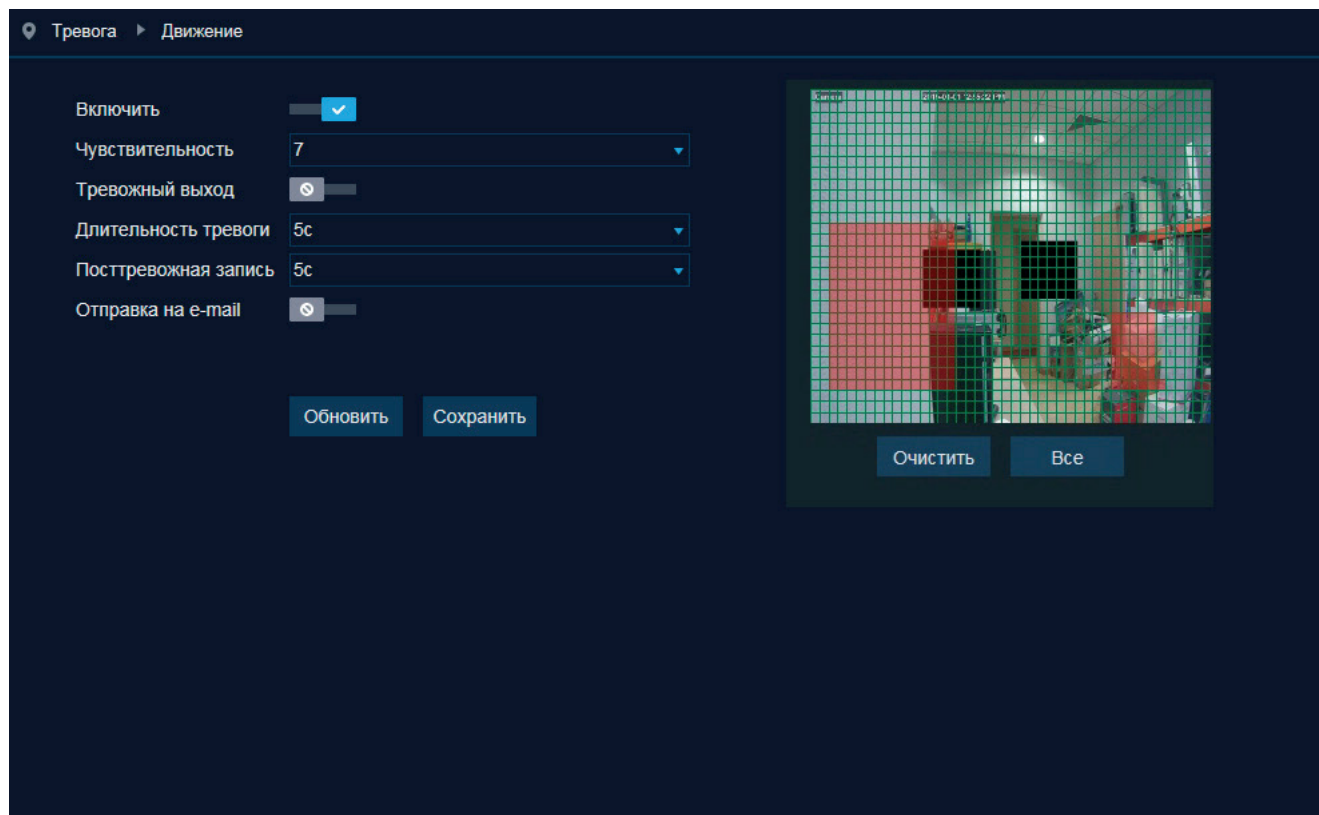 Тревога Движение
Включить
Чувствительность 7
Тревожный выход
Длительность тревоги 5с
Посттревожная запись 5с
Отправка на e-mail
Обновить Сохранить
Очистить Все